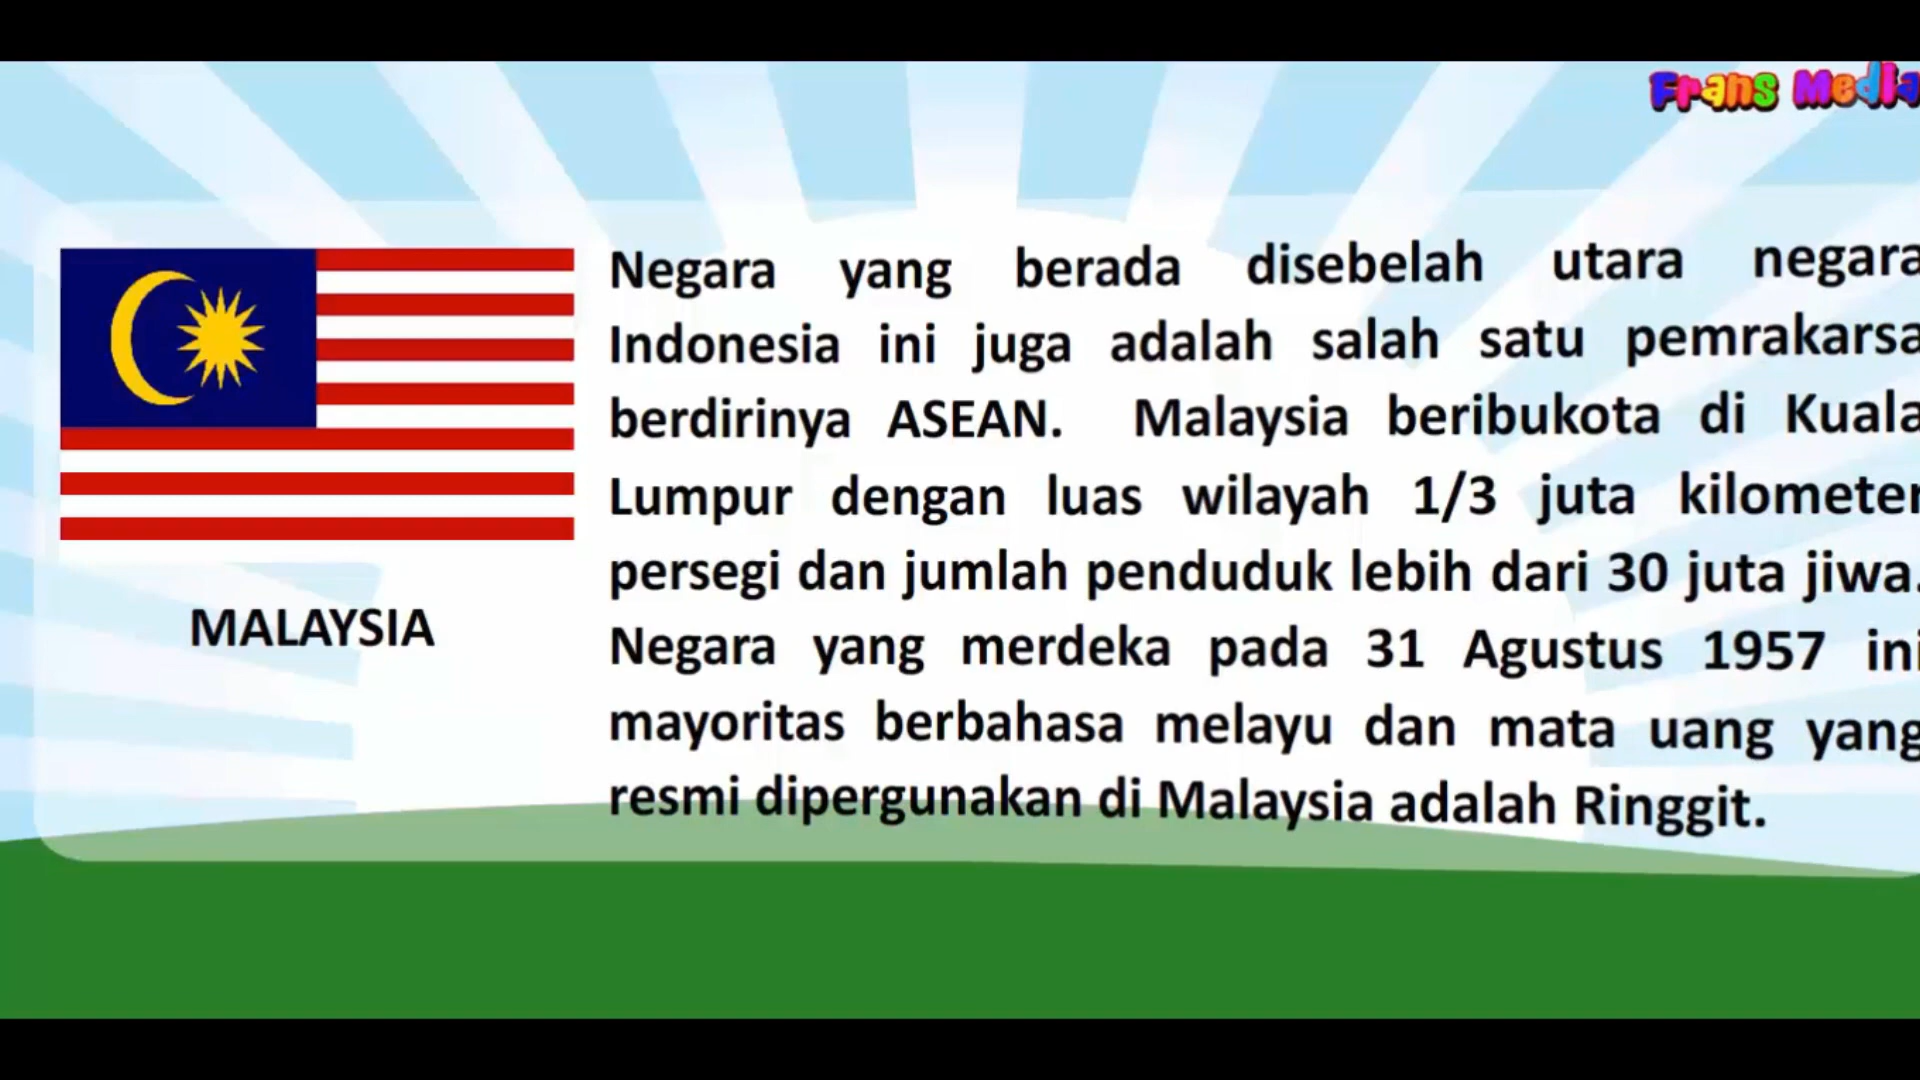 Frans Media
Negara yang berada disebelah utara negara
Indonesia ini juga adalah salah satu pemrakarsa
berdirinya ASEAN. Malaysia beribukota di Kuala
Lumpur dengan luas wilayah 1/3 juta kilometer
persegi dan jumlah penduduk lebih dari 30 juta jiwa.
Negara yang merdeka pada 31 Agustus 1957 ini
mayoritas berbahasa melayu dan mata uang yang
resmi dipergunakan di Malaysia adalah Ringgit.
MALAYSIA